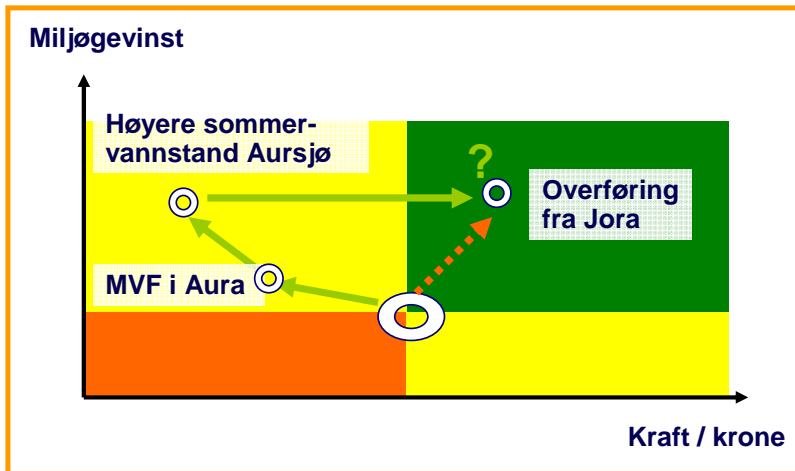 Miljøgevinst
Høyere sommer-
vannstand Aursjø
?
Overføring
fra Jora
MVF i Aura
Kraft / krone